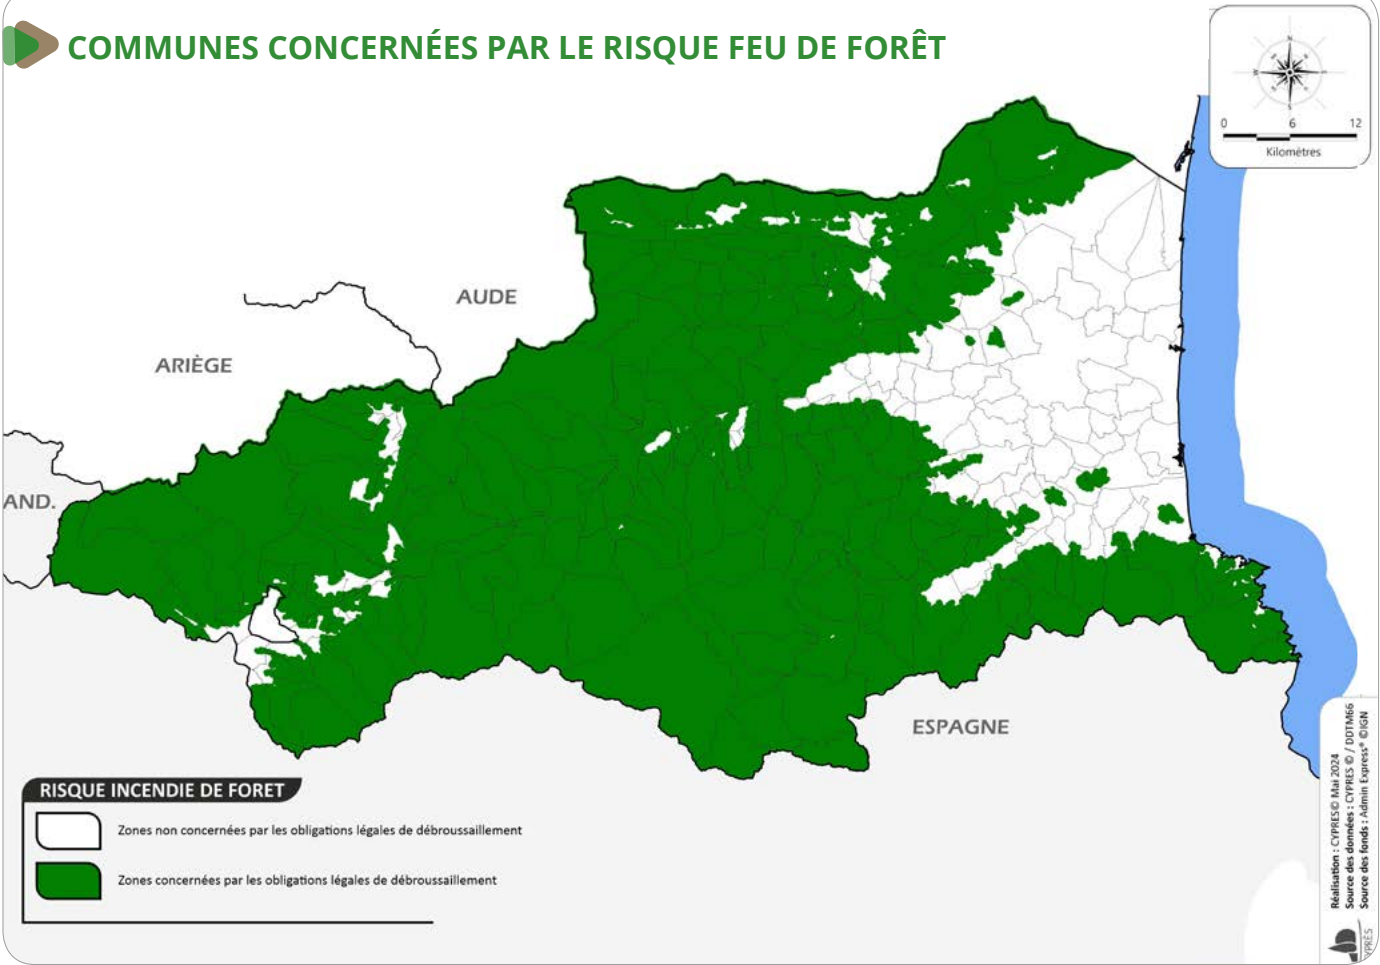 COMMUNES CONCERNÉES PAR LE RISQUE FEU DE FORÊT
N
S
0 6 12
Kilomètres
AUDE
ARIÈGE
AND.
ESPAGNE
RISQUE INCENDIE DE FORET
Zones non concernées par les obligations légales de débroussaillement
Zones concernées par les obligations légales de débroussaillement
Réalisation : CYPRES© Mai 2024
Source des données : CYPRES © / DDTM66
Source des fonds : Admin Express® ©IGN